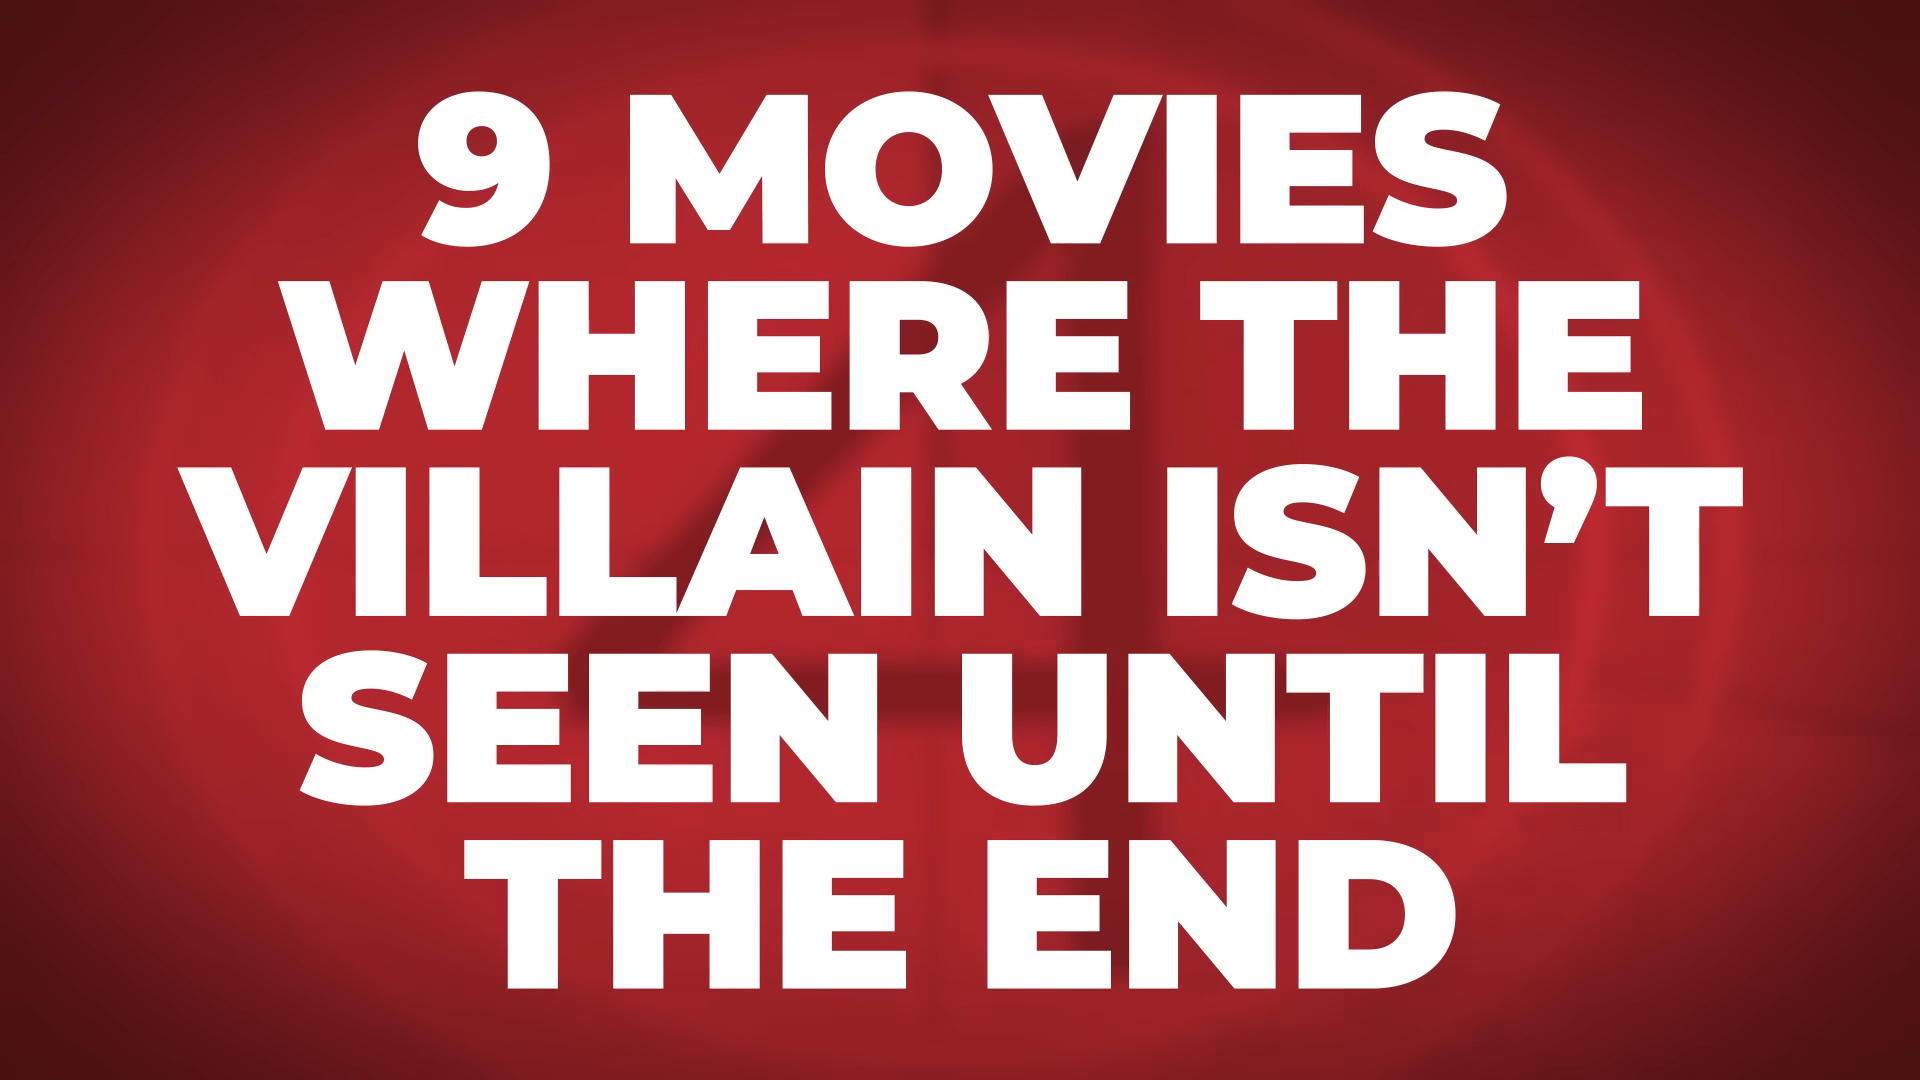 9 MOVIES
WHERE THE
VILLAIN ISN’T
SEEN UNTIL
THE END